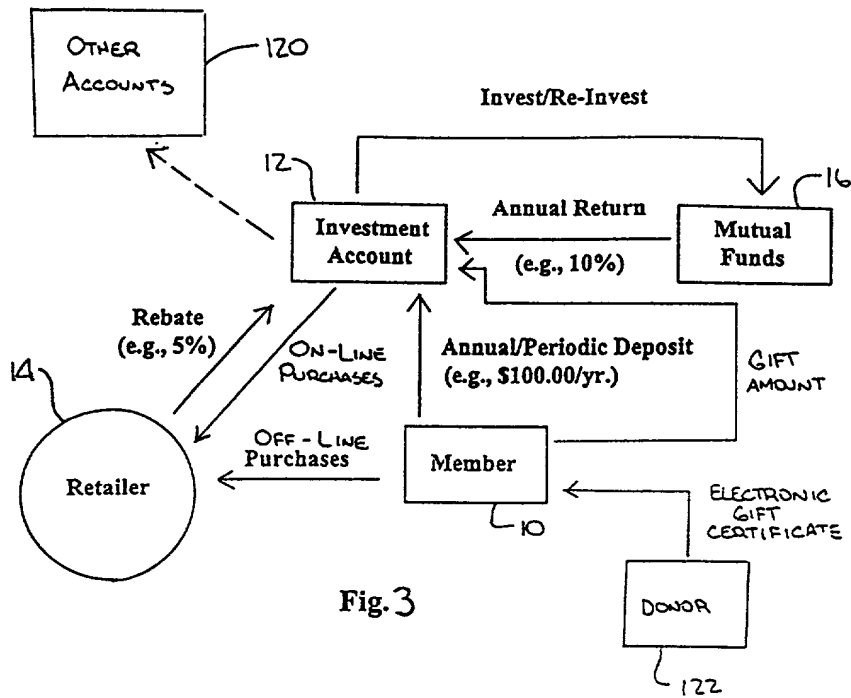 OTHER
ACCOUNTS
120
Invest/Re-Invest
12
16
Investment
Account
Annual Return
(e.g., 10%)
Mutual
Funds
Rebate
(e.g., 5%)
ON-LINE
PURCHASES
Annual/Periodic Deposit
(e.g., $100.00/yr.)
GIFT
AMOUNT
14
Retailer
OFF-LINE
Purchases
Member
10
ELECTRONIC
GIFT
CERTIFICATE
DONOR
122
Fig. 3